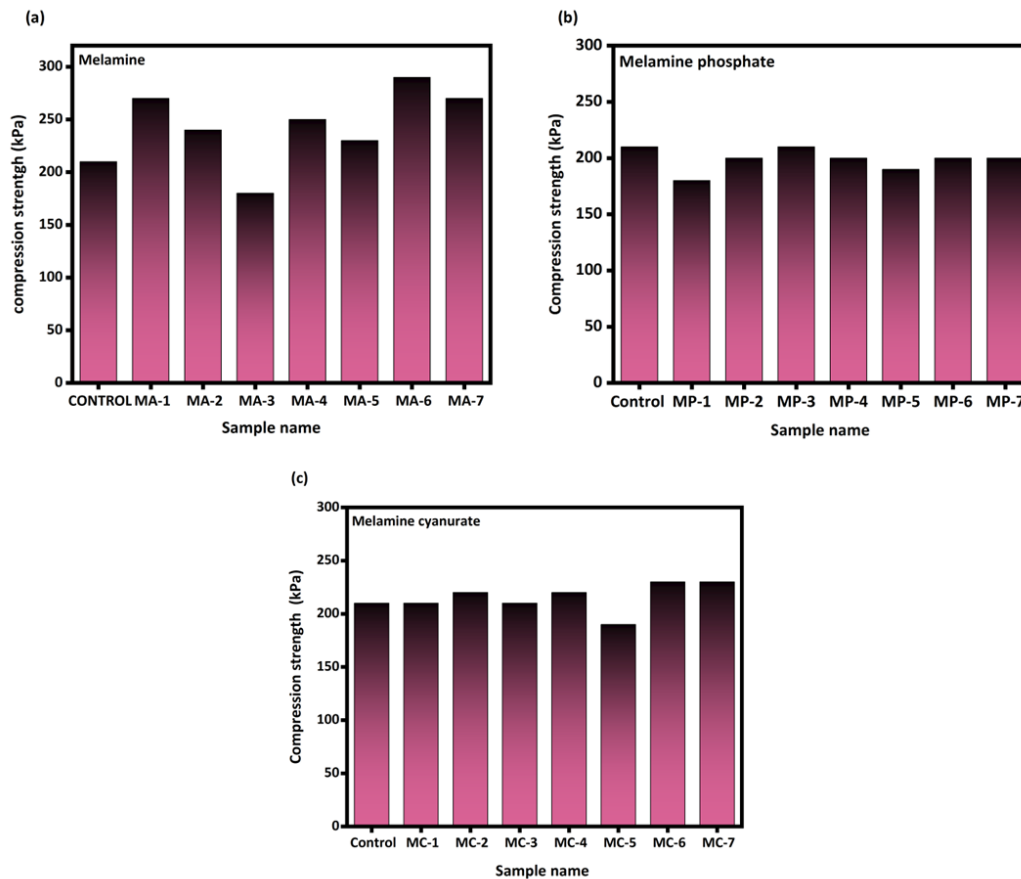 (a)
Melamine
300
250
200
150
100
50
0
compression strentgh (kPa)
CONTROL MA-1 MA-2 MA-3 MA-4 MA-5 MA-6 MA-7
Sample name
(b)
Melamine phosphate
300
250
200
150
100
50
0
Compression strength (kPa)
Control MP-1 MP-2 MP-3 MP-4 MP-5 MP-6 MP-7
Sample name
(c)
Melamine cyanurate
300
250
200
150
100
50
0
Compression strength (kPa)
Control MC-1 MC-2 MC-3 MC-4 MC-5 MC-6 MC-7
Sample name